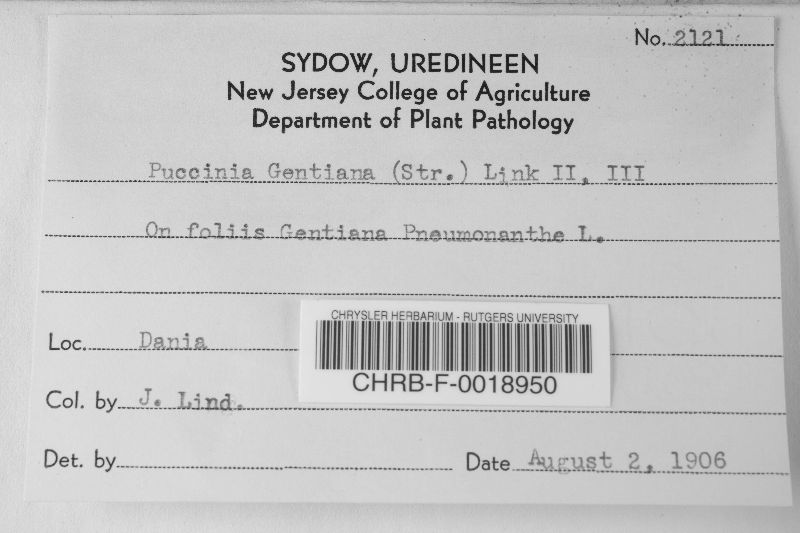 No. 2121
SYDOW, UREDINEEN
New Jersey College of Agriculture
Department of Plant Pathology
Puccinia Gentiana (Str.) Link II, III
On foliis Gentiana Pneumonanthe L.
Loc. Dania
CHRYSLER HERBARIUM - RUTGERS UNIVERSITY
CHRB-F-0018950
Col. by J. Lind.
Det. by
Date August 2, 1906